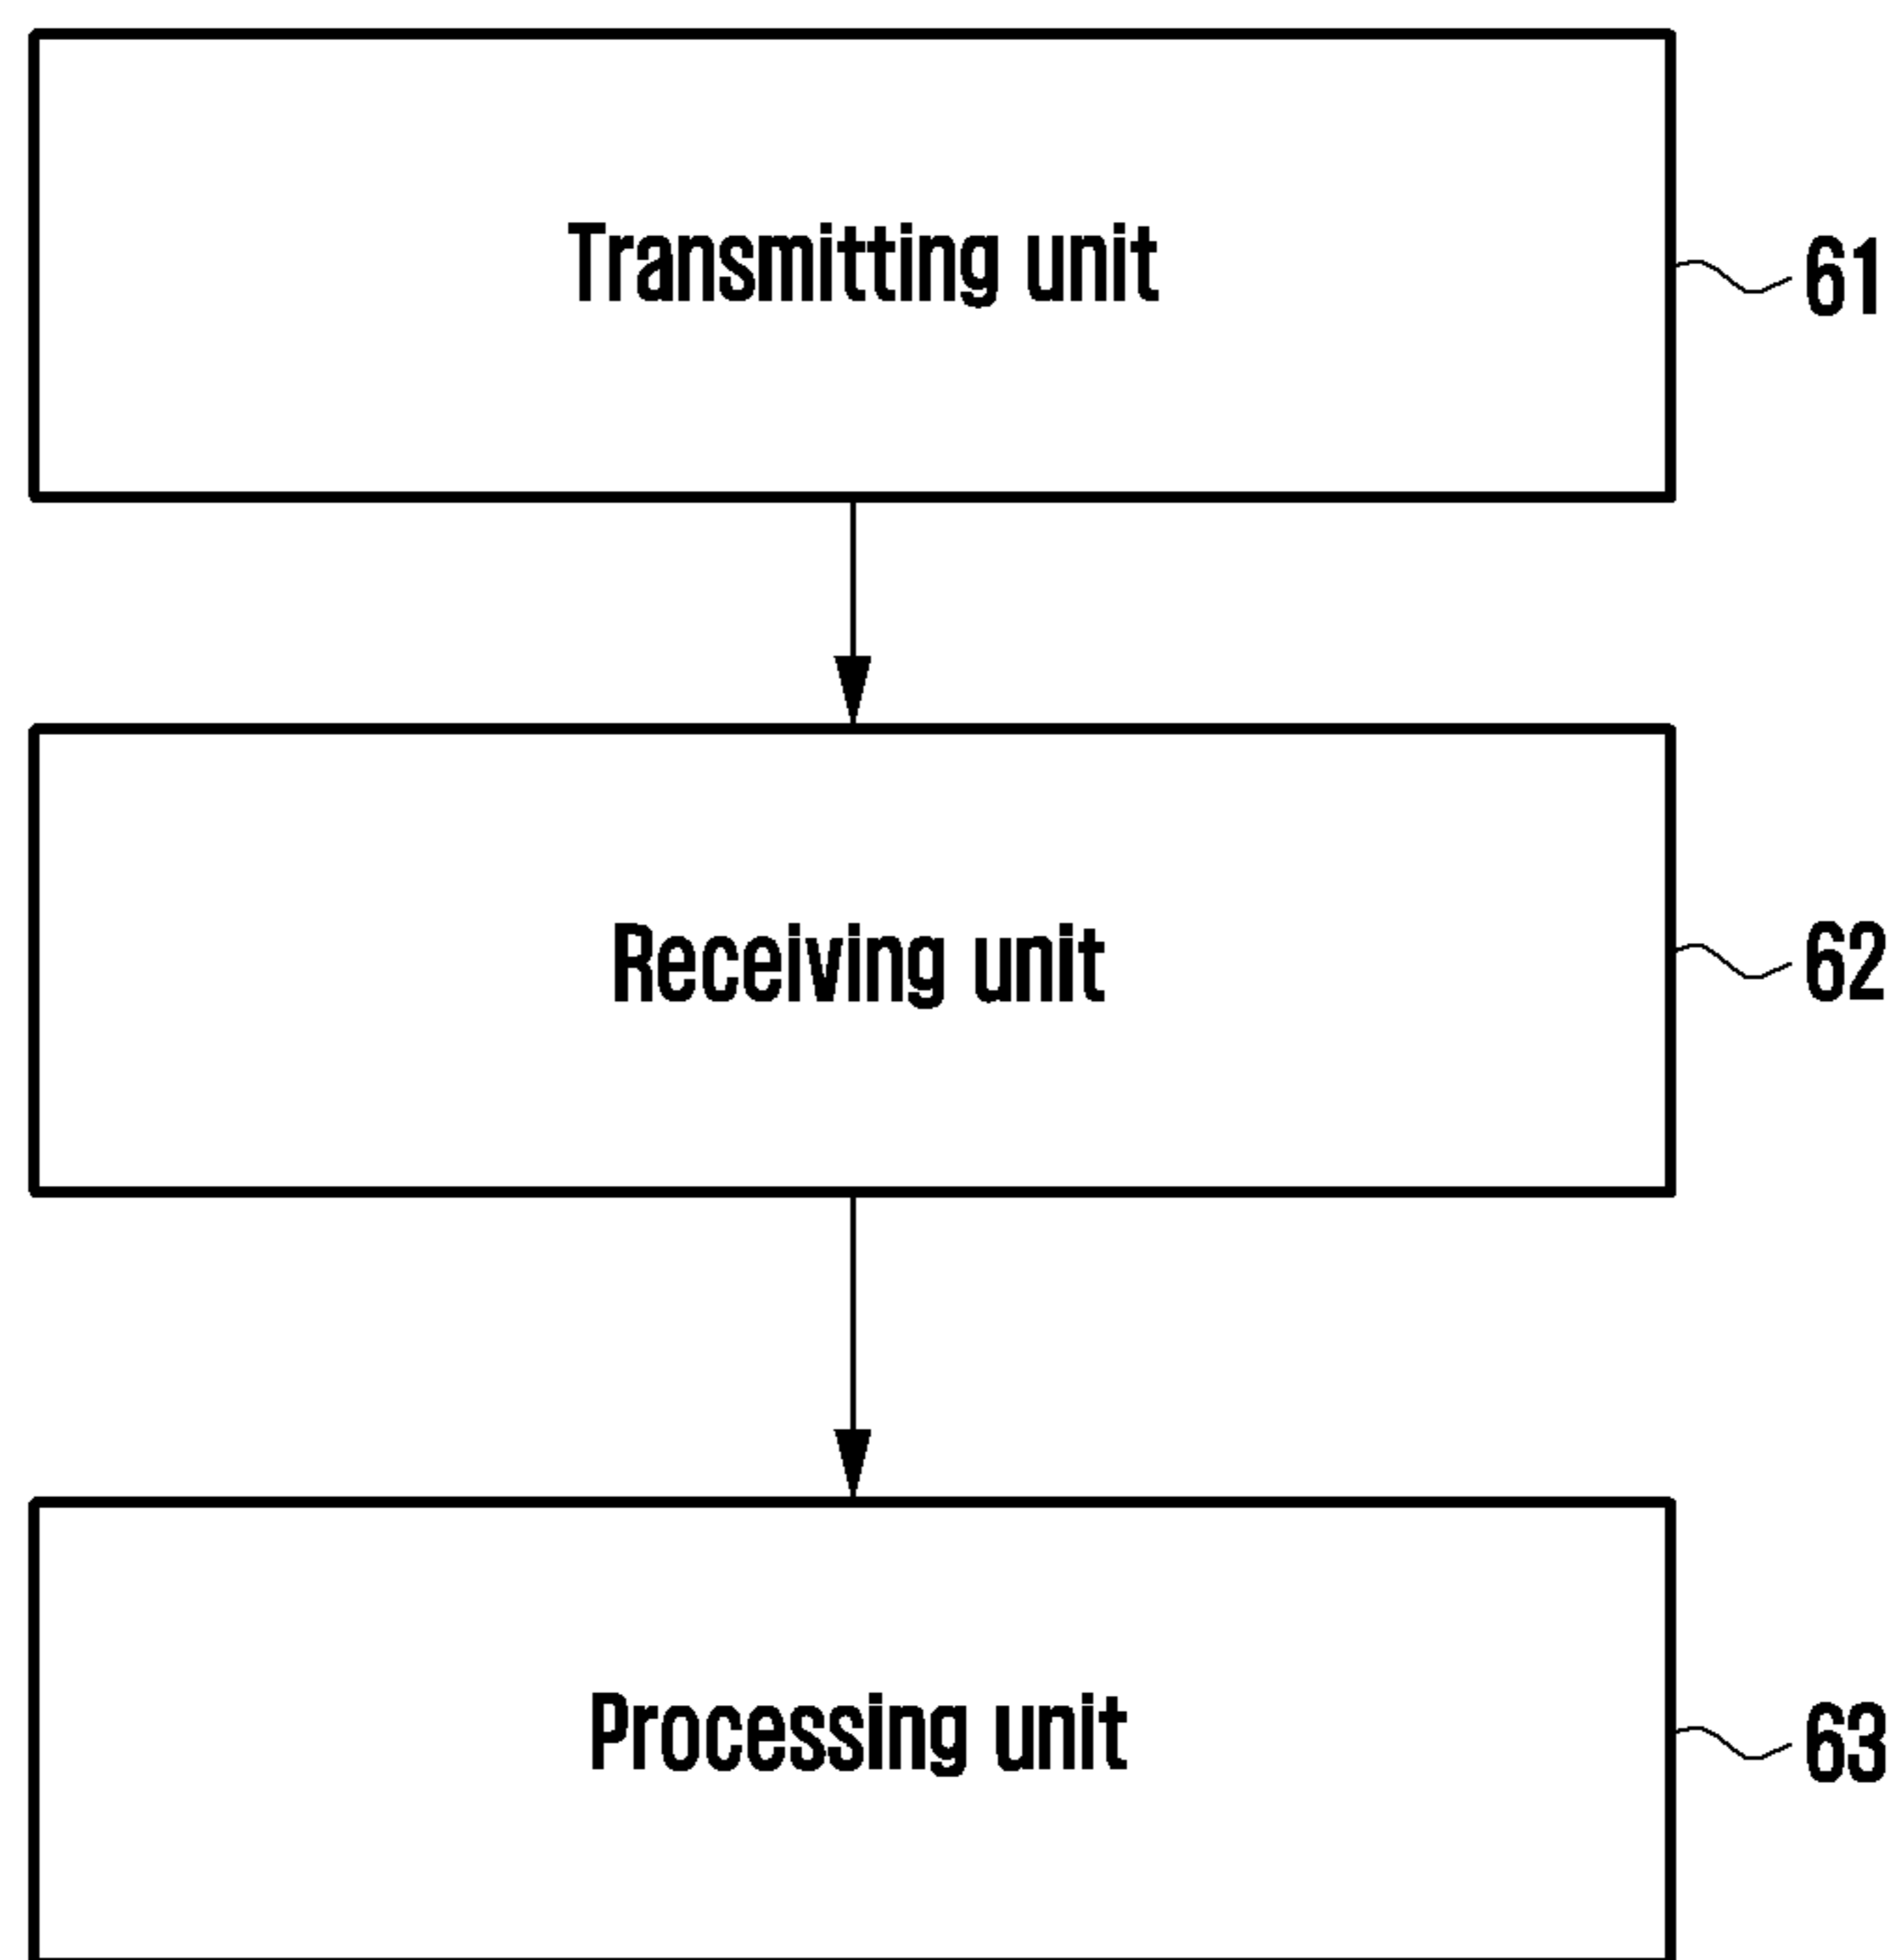 Transmitting unit
61
Receiving unit
62
Processing unit
63